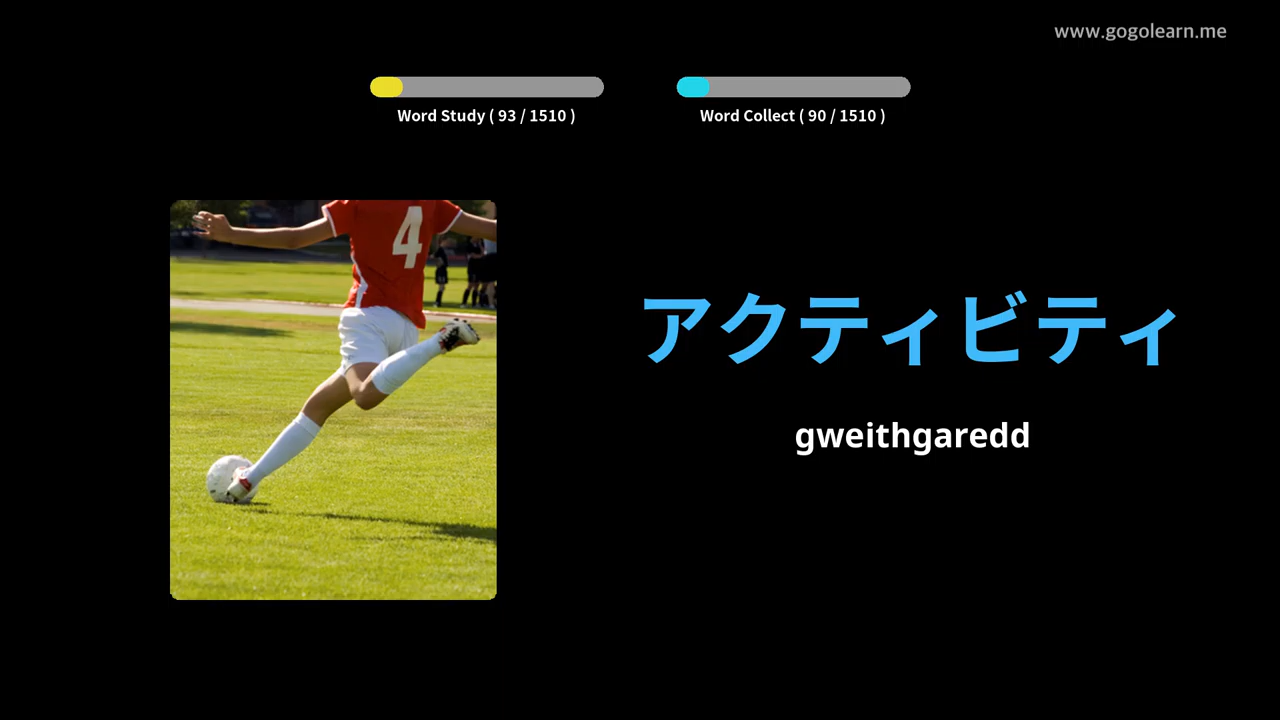 www.gogolearn.me
Word Study ( 93 / 1510 )
Word Collect ( 90 / 1510 )
4
アクティビティ
gweithgaredd